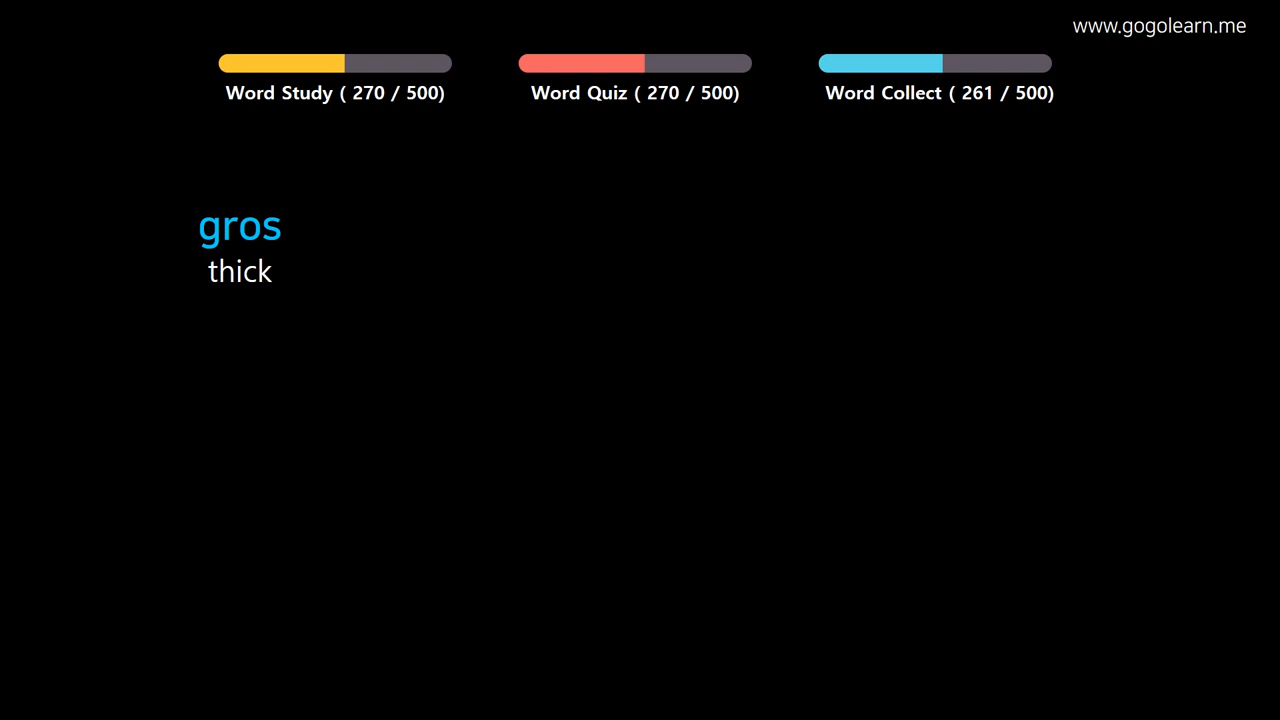 www.gogolearn.me
Word Study ( 270 / 500)
Word Quiz ( 270 / 500)
Word Collect ( 261 / 500)
gros
thick